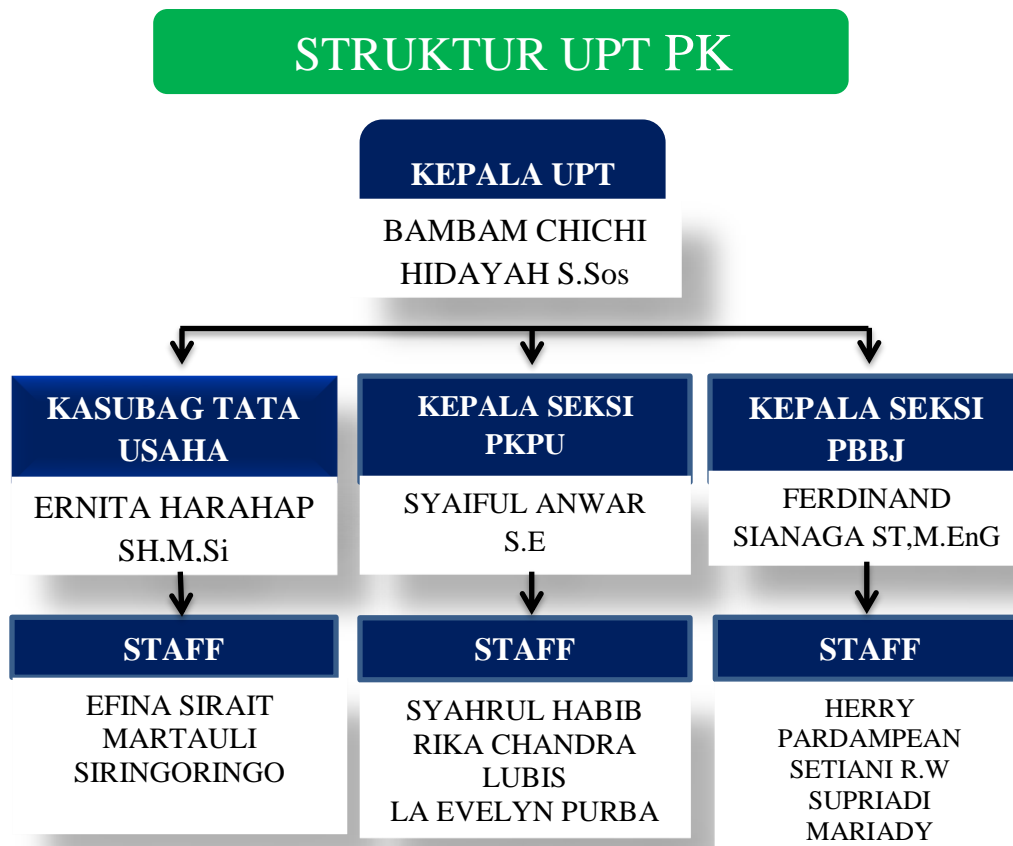 STRUKTUR UPT PK
KEPALA UPT
BAMBAM CHICHI
HIDAYAH S.Sos
KASUBAG TATA
USAHA
ERNITA HARAHAP
SH,M,Si
KEPALA SEKSI
PKPU
SYAIFUL ANWAR
S.E
KEPALA SEKSI
PBBJ
FERDINAND
SIANAGA ST,M.EnG
STAFF
EFINA SIRAIT
MARTAULI
SIRINGORINGO
STAFF
SYAHRUL HABIB
RIKA CHANDRA
LUBIS
LA EVELYN PURBA
STAFF
HERRY
PARDAMPEAN
SETIANI R.W
SUPRIADI
MARIADY